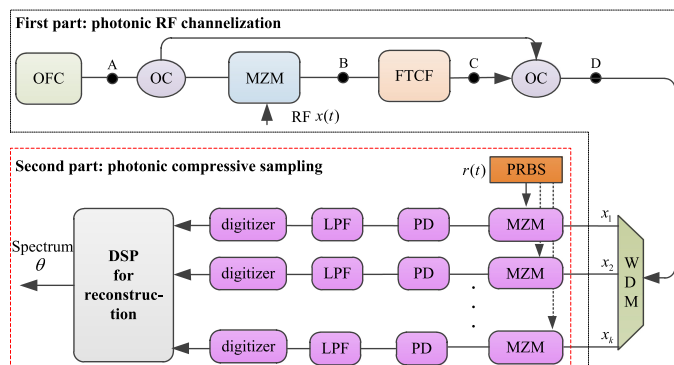 First part: photonic RF channelization
A
B
C
D
OFC
OC
MZM
FTCF
OC
RF x(t)
Second part: photonic compressive sampling
r(t)
PRBS
Spectrum
θ
DSP
for
reconstruc-
tion
digitizer
LPF
PD
MZM
x1
digitizer
LPF
PD
MZM
x2
digitizer
LPF
PD
MZM
xk
W
D
M